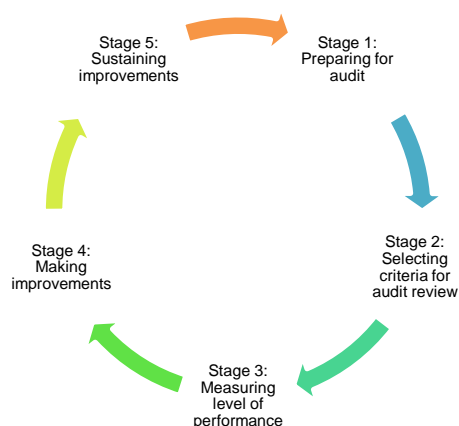 Stage 1:
Preparing for
audit
Stage 2:
Selecting
criteria for
audit review
Stage 3:
Measuring
level of
performance
Stage 4:
Making
improvements
Stage 5:
Sustaining
improvements